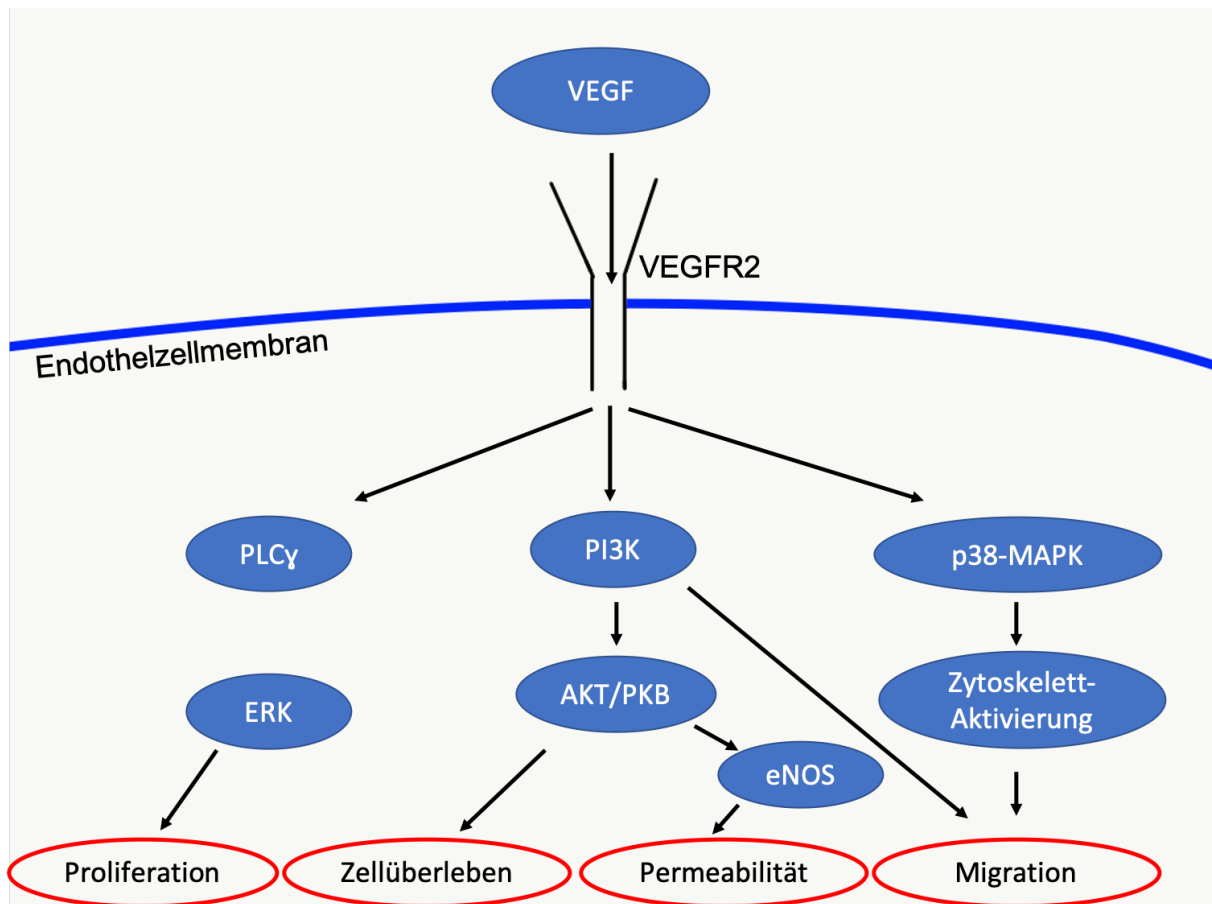 VEGF
VEGFR2
Endothelzellmembran
PLCɣ
PI3K
p38-MAPK
ERK
AKT/PKB
Zytoskelett-
Aktivierung
eNOS
Proliferation
Zellüberleben
Permeabilität
Migration